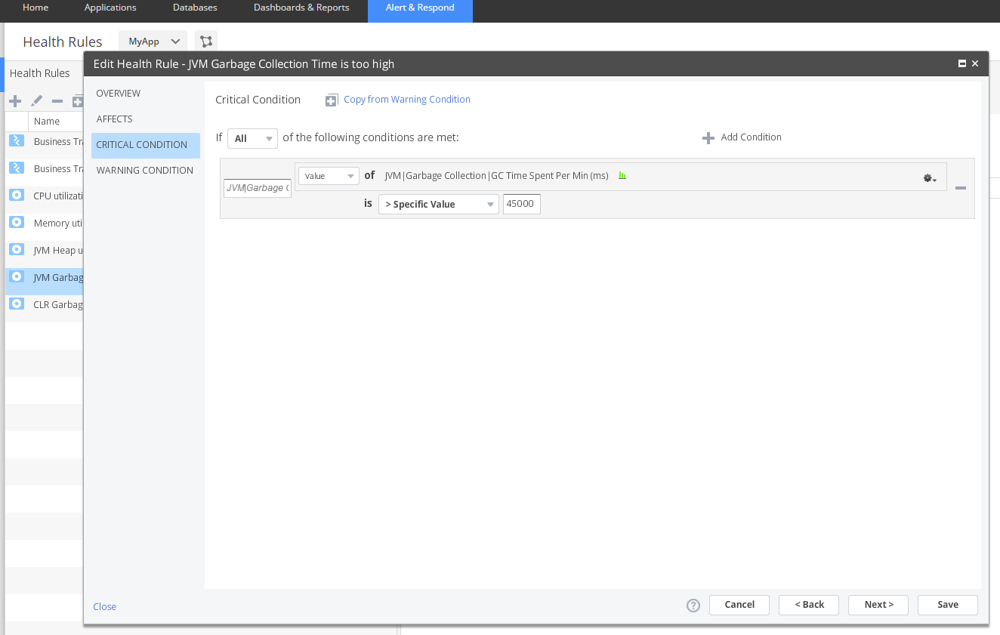 Home Applications Databases Dashboards & Reports Alert & Respond
Health Rules MyApp
Edit Health Rule - JVM Garbage Collection Time is too high
Health Rules
Name
Business Tra
Business Tra
CPU utilizati
Memory uti
JVM Heap u
JVM Garbag
CLR Garbag
OVERVIEW
AFFECTS
CRITICAL CONDITION
WARNING CONDITION
Critical Condition Copy from Warning Condition
If All of the following conditions are met: Add Condition
JVM|Garbage C
Value of JVM|Garbage Collection|GC Time Spent Per Min (ms)
is > Specific Value 45000
Close ? Cancel < Back Next > Save